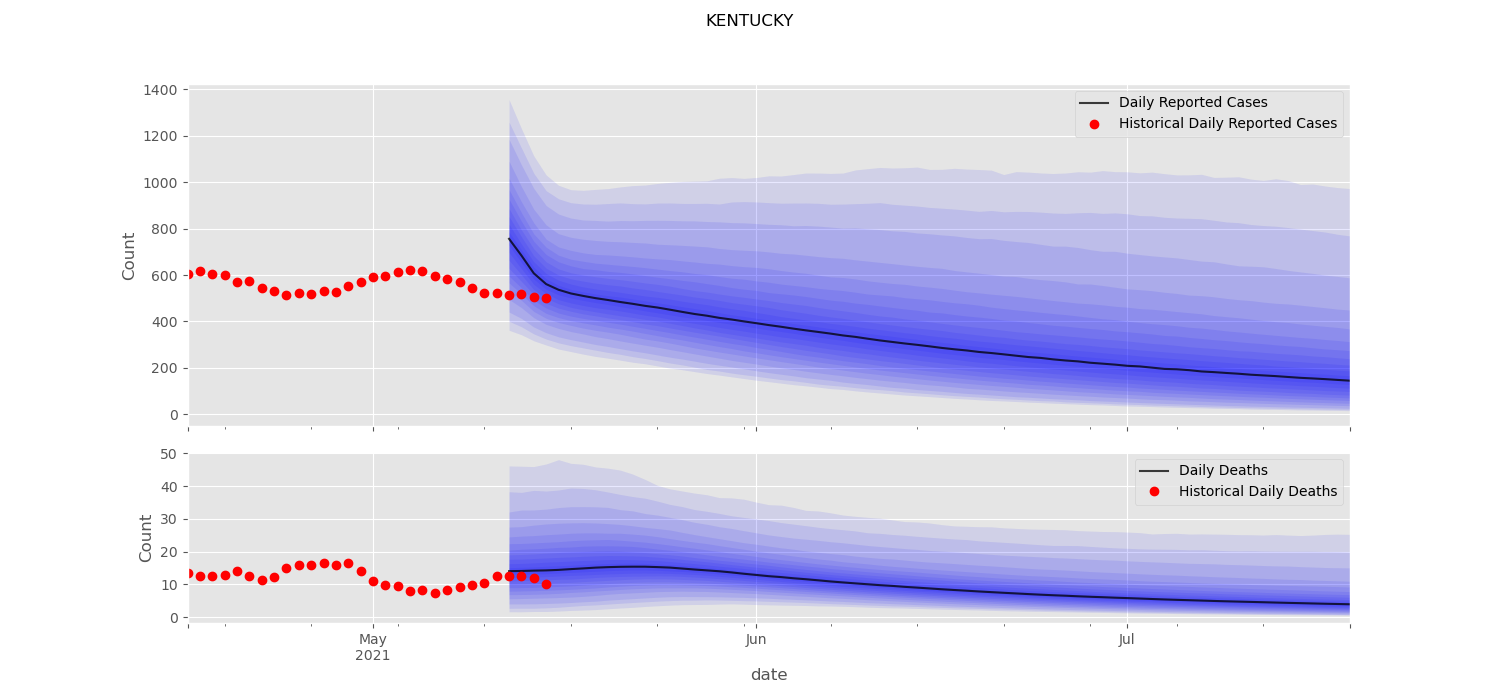 KENTUCKY
1400
1200
1000
800
600
400
200
0
Count
Daily Reported Cases
Historical Daily Reported Cases
50
40
30
20
10
0
Count
Daily Deaths
Historical Daily Deaths
May
2021
Jun
Jul
date